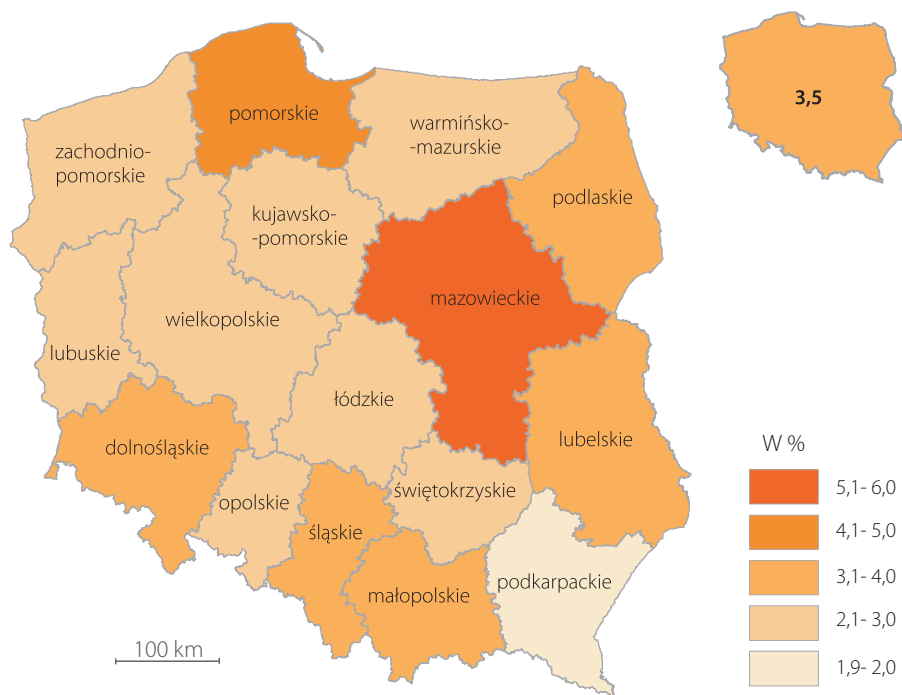 pomorskie
3,5
warmińsko-
-mazurskie
zachodnio-
pomorskie
podlaskie
kujawsko-
-pomorskie
mazowieckie
wielkopolskie
lubuskie
łódzkie
lubelskie
dolnośląskie
świętokrzyskie
opolskie
śląskie
podkarpackie
małopolskie
100 km
W %
5,1- 6,0
4,1- 5,0
3,1- 4,0
2,1- 3,0
1,9- 2,0